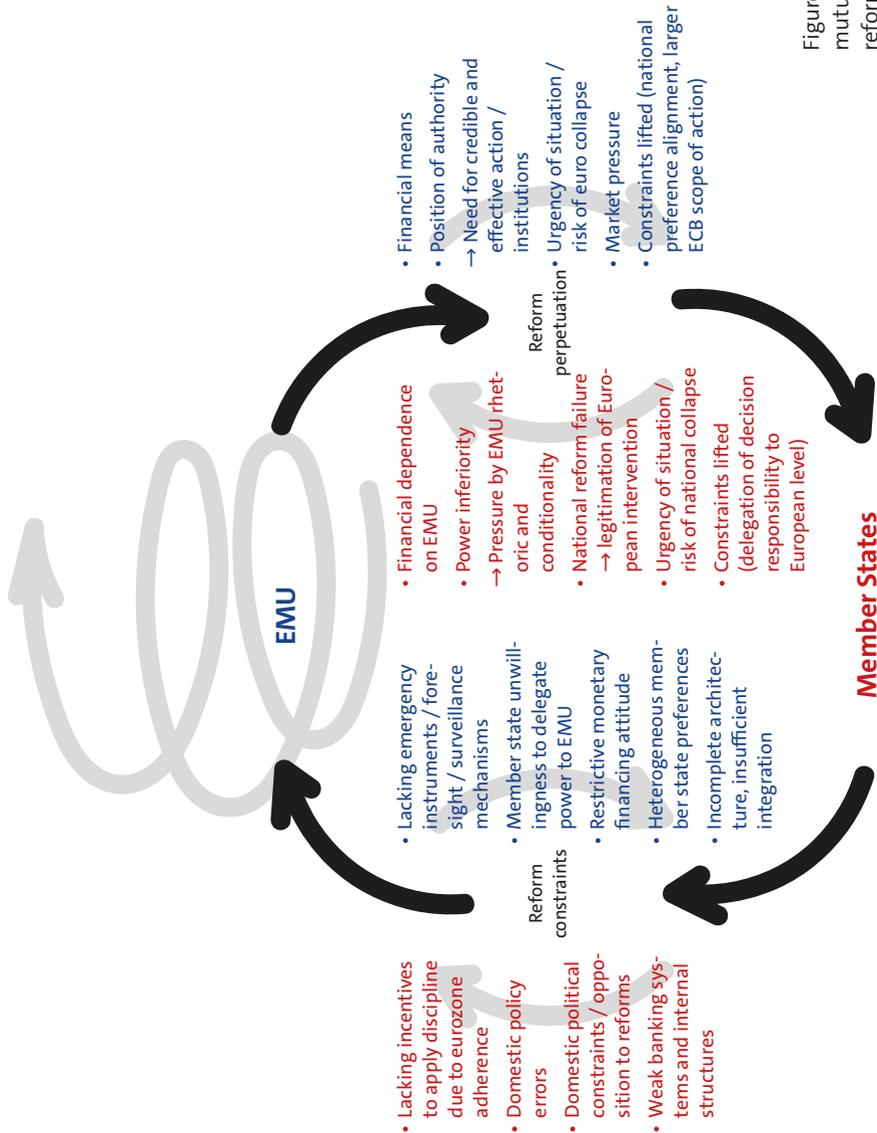 EMU
• Lacking incentives
to apply discipline
due to eurozone
adherence
• Domestic policy
errors
• Domestic political
constraints / oppo-
sition to reforms
• Weak banking sys-
tems and internal
structures
Reform
constraints
• Lacking emergency
instruments / fore-
sight / surveillance
mechanisms
• Member state unwill-
ingness to delegate
power to EMU
• Restrictive monetary
financing attitude
• Heterogeneous mem-
ber state preferences
• Incomplete architec-
ture, insufficient
integration
• Financial dependence
on EMU
• Power inferiority
→ Pressure by EMU rhet-
oric and
conditionality
• National reform failure
→ legitimation of Euro-
pean intervention
• Urgency of situation /
risk of national collapse
• Constraints lifted
(delegation of decision
responsibility to
European level)
Reform
perpetuation
• Financial means
• Position of authority
→ Need for credible and
effective action /
institutions
• Urgency of situation /
risk of euro collapse
• Market pressure
• Constraints lifted (national
preference alignment, larger
ECB scope of action)
Member States
Figure
mutu
refor